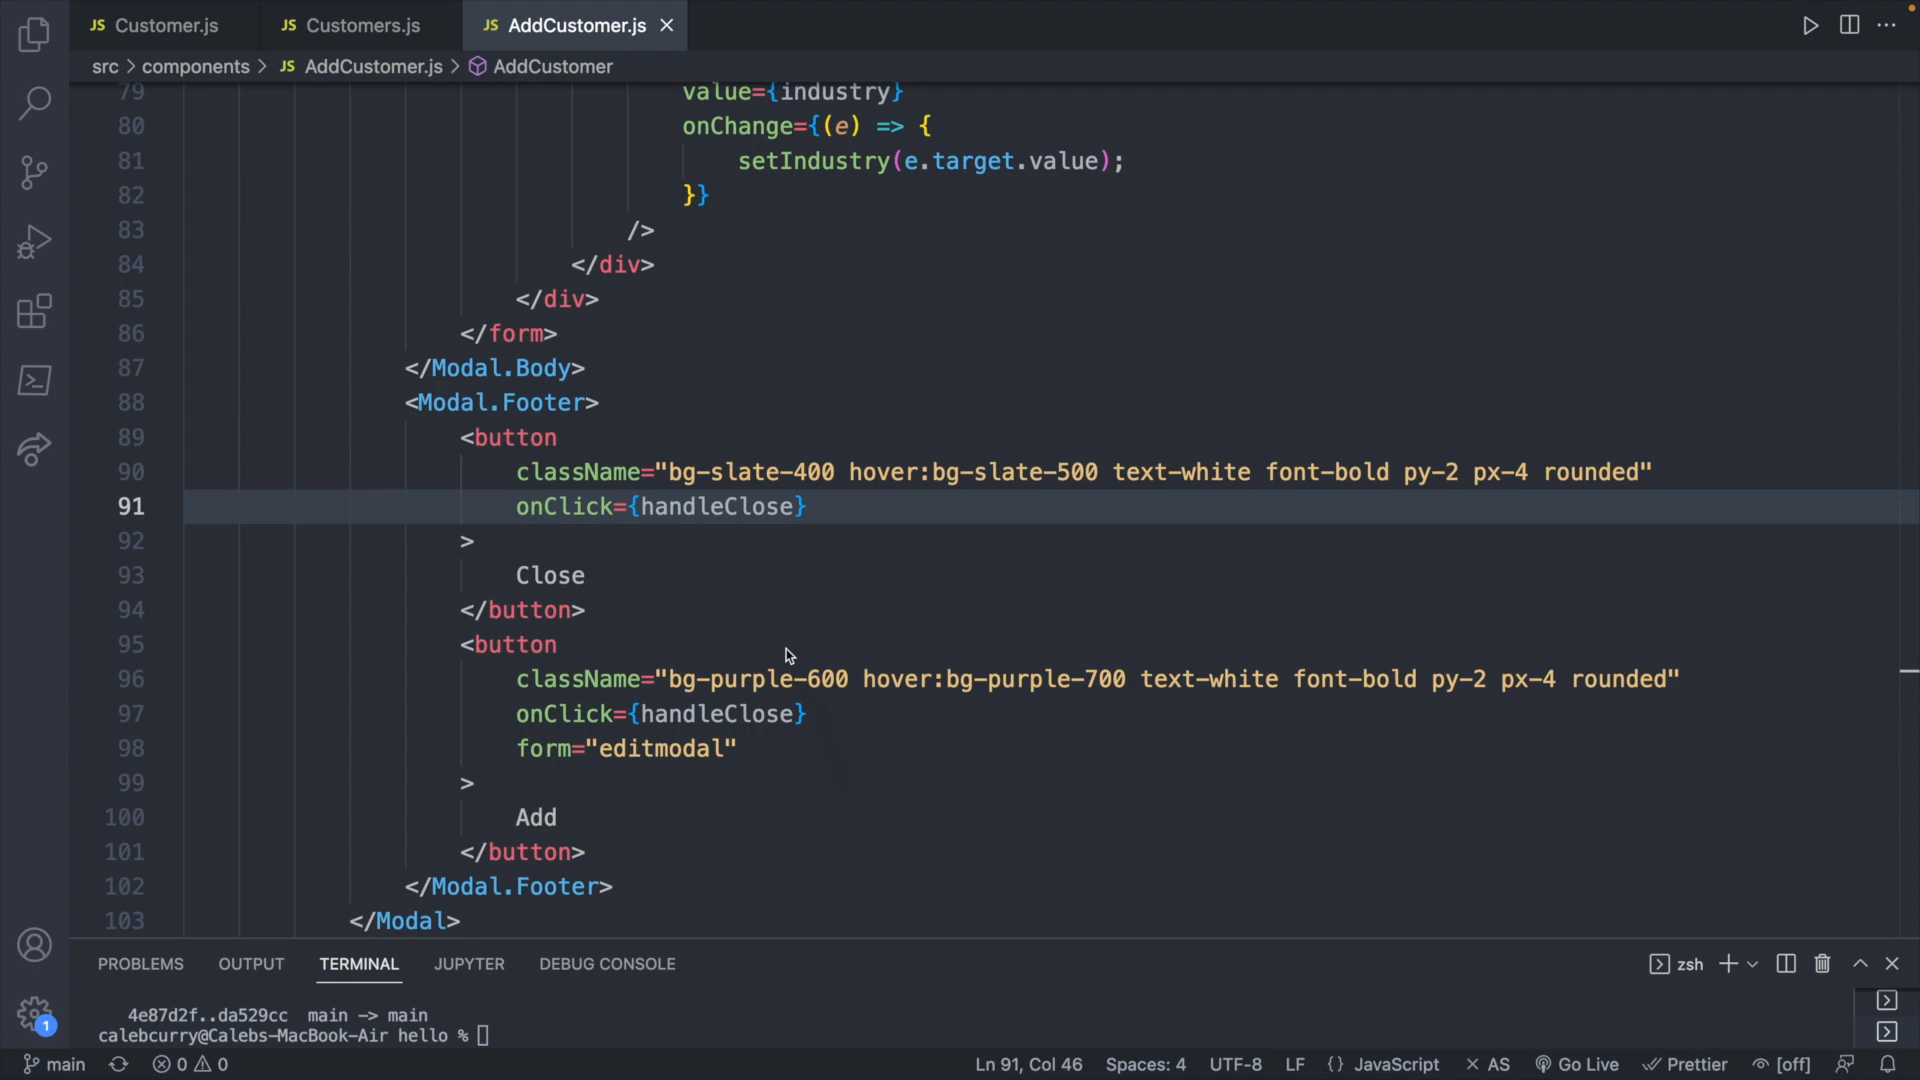 JS Customer.js JS Customers.js JS AddCustomer.js
src > components > JS AddCustomer.js > AddCustomer
79 value={industry}
80 onChange={(e) => {
81 setIndustry(e.target.value);
82 }}
83 />
84 </div>
85 </div>
86 </form>
87 </Modal.Body>
88 <Modal.Footer>
89 <button
90 className="bg-slate-400 hover:bg-slate-500 text-white font-bold py-2 px-4 rounded"
91 onClick={handleClose}
92 >
93 Close
94 </button>
95 <button
96 className="bg-purple-600 hover:bg-purple-700 text-white font-bold py-2 px-4 rounded"
97 onClick={handleClose}
98 form="editmodal"
99 >
100 Add
101 </button>
102 </Modal.Footer>
103 </Modal>
PROBLEMS OUTPUT TERMINAL JUPYTER DEBUG CONSOLE zsh
4e87d2f..da529cc main -> main
calebcurry@Calebs-MacBook-Air hello %
1
main 0 0 Ln 91, Col 46 Spaces: 4 UTF-8 LF {} JavaScript AS Go Live Prettier [off]